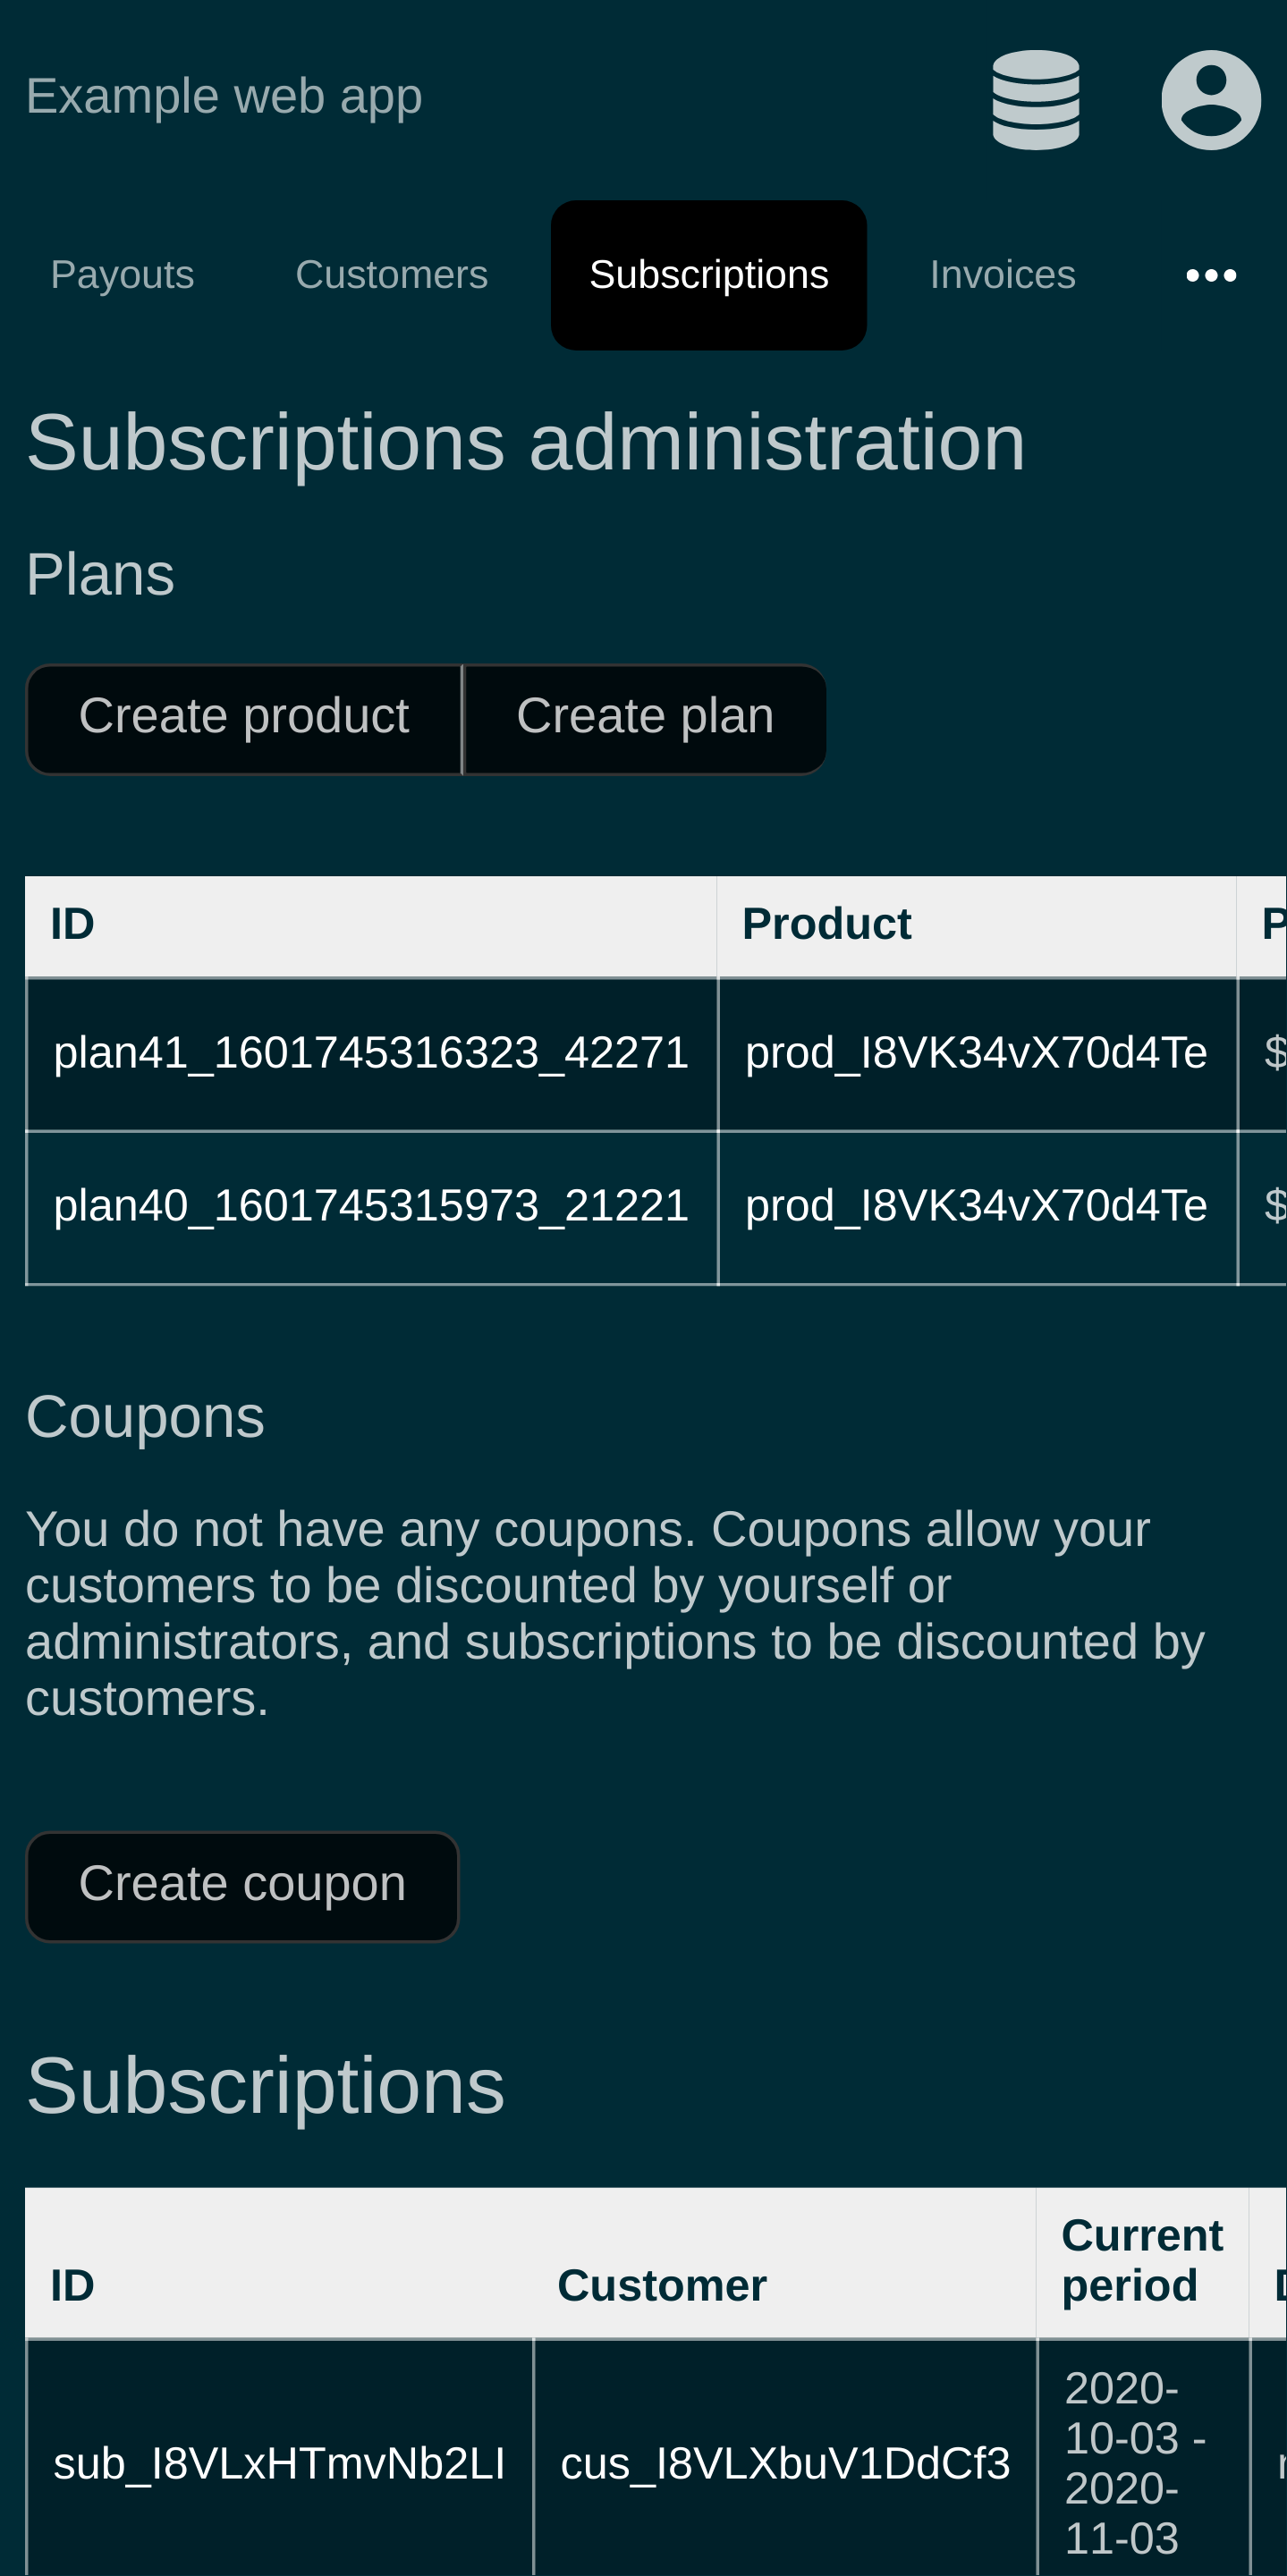 Example web app
Payouts Customers Subscriptions Invoices
Subscriptions administration
Plans
Create product Create plan
ID Product
plan41_1601745316323_42271 prod_I8VK34vX70d4Te $
plan40_1601745315973_21221 prod_I8VK34vX70d4Te $
Coupons
You do not have any coupons. Coupons allow your
customers to be discounted by yourself or
administrators, and subscriptions to be discounted by
customers.
Create coupon
Subscriptions
Current
ID Customer period
2020-
10-03 -
sub_I8VLxHTmvNb2LI cus_I8VLXbuV1DdCf3
2020-
11-03